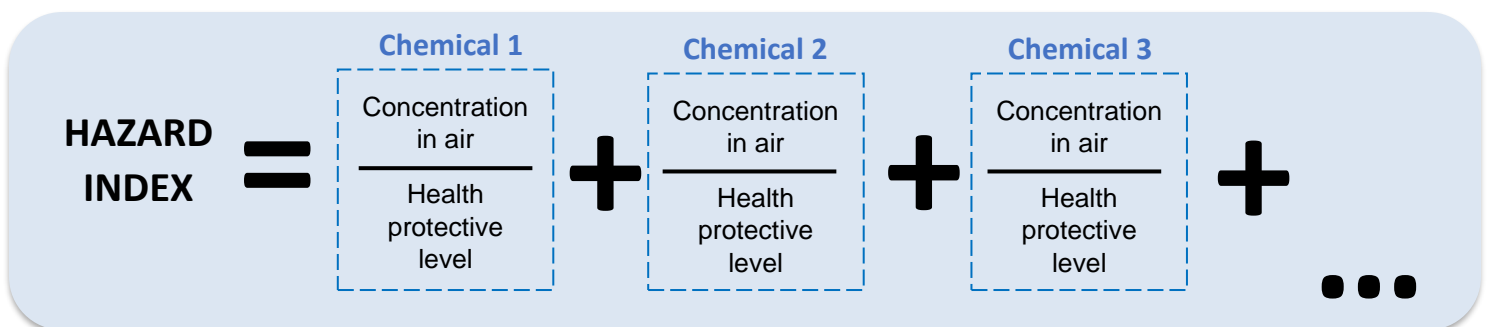 Chemical 1
Chemical 2
Chemical 3
HAZARD
INDEX
=
Concentration
in air
Health
protective
level
+
Concentration
in air
Health
protective
level
+
Concentration
in air
Health
protective
level
+
...